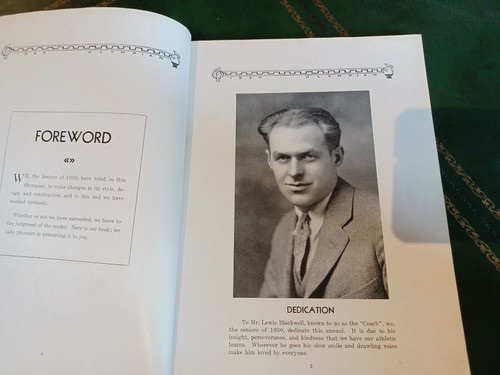 THE OLYMPIAN
FOREWORD
«»
WE, the Seniors of 1930, have tried, in this
Olympian, to make changes in its style, de-
sign, and construction, and to this end we have
worked tirelessly.
Whether or not we have succeeded, we leave to
the judgment of the reader. Here is our book; we
take pleasure in presenting it to you.
THE OLYMPIAN
DEDICATION
To Mr. Lewis Blackwell, known to us as the "Coach", we,
the seniors of 1930, dedicate this annual. It is due to his
insight, perseverance, and kindness that we have our athletic
teams. Wherever he goes his slow smile and drawling voice
make him loved by everyone.